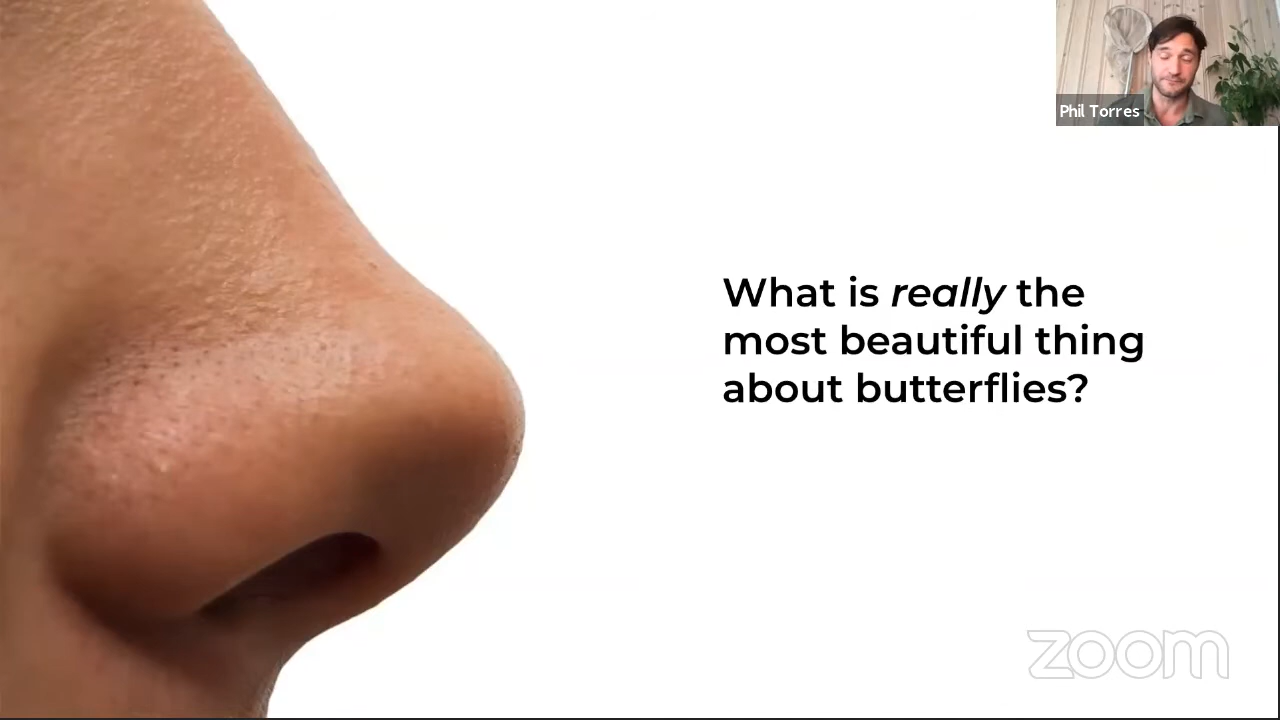 Phil Torres
What is really the
most beautiful thing
about butterflies?
zoom